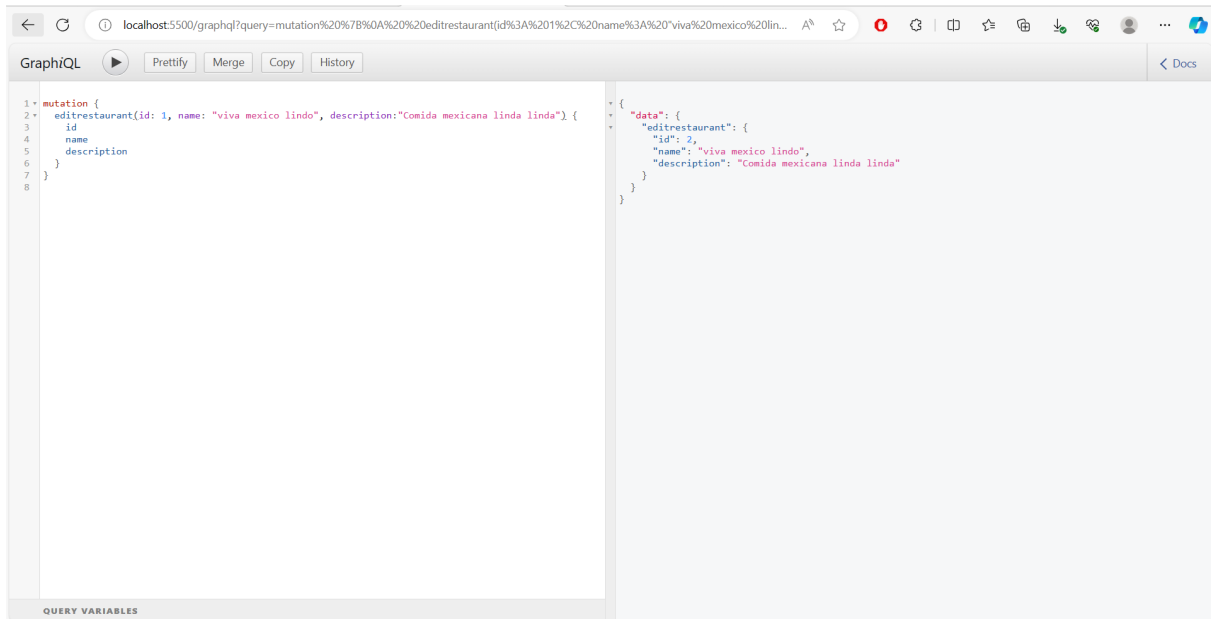 localhost:5500/graphql?query=mutation%20%7B%0A%20%20editrestaurant(id%3A%201%2C%20name%3A%20"viva%20mexico%20lin...
GraphiQL Prettify Merge Copy History Docs
1 mutation {
2 editrestaurant(id: 1, name: "viva mexico lindo", description:"Comida mexicana linda linda") {
3 id
4 name
5 description
6 }
7 }
8
{
"data": {
"editrestaurant": {
"id": 2,
"name": "viva mexico lindo",
"description": "Comida mexicana linda linda"
}
}
}
QUERY VARIABLES